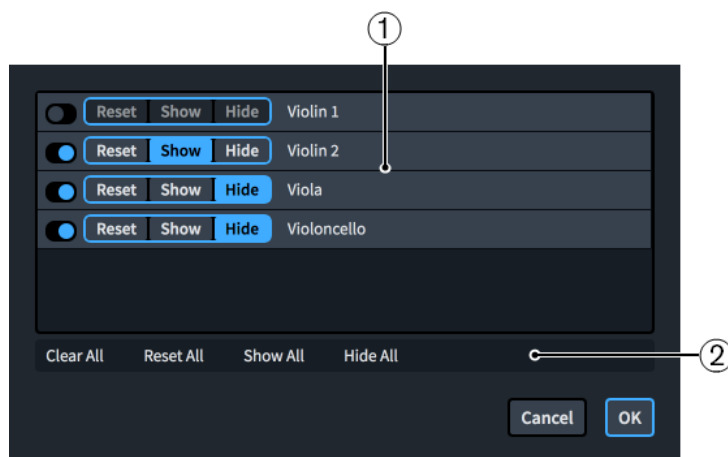 1
Reset Show Hide Violin 1
Reset Show Hide Violin 2
Reset Show Hide Viola
Reset Show Hide Violoncello
Clear All Reset All Show All Hide All
2
Cancel OK